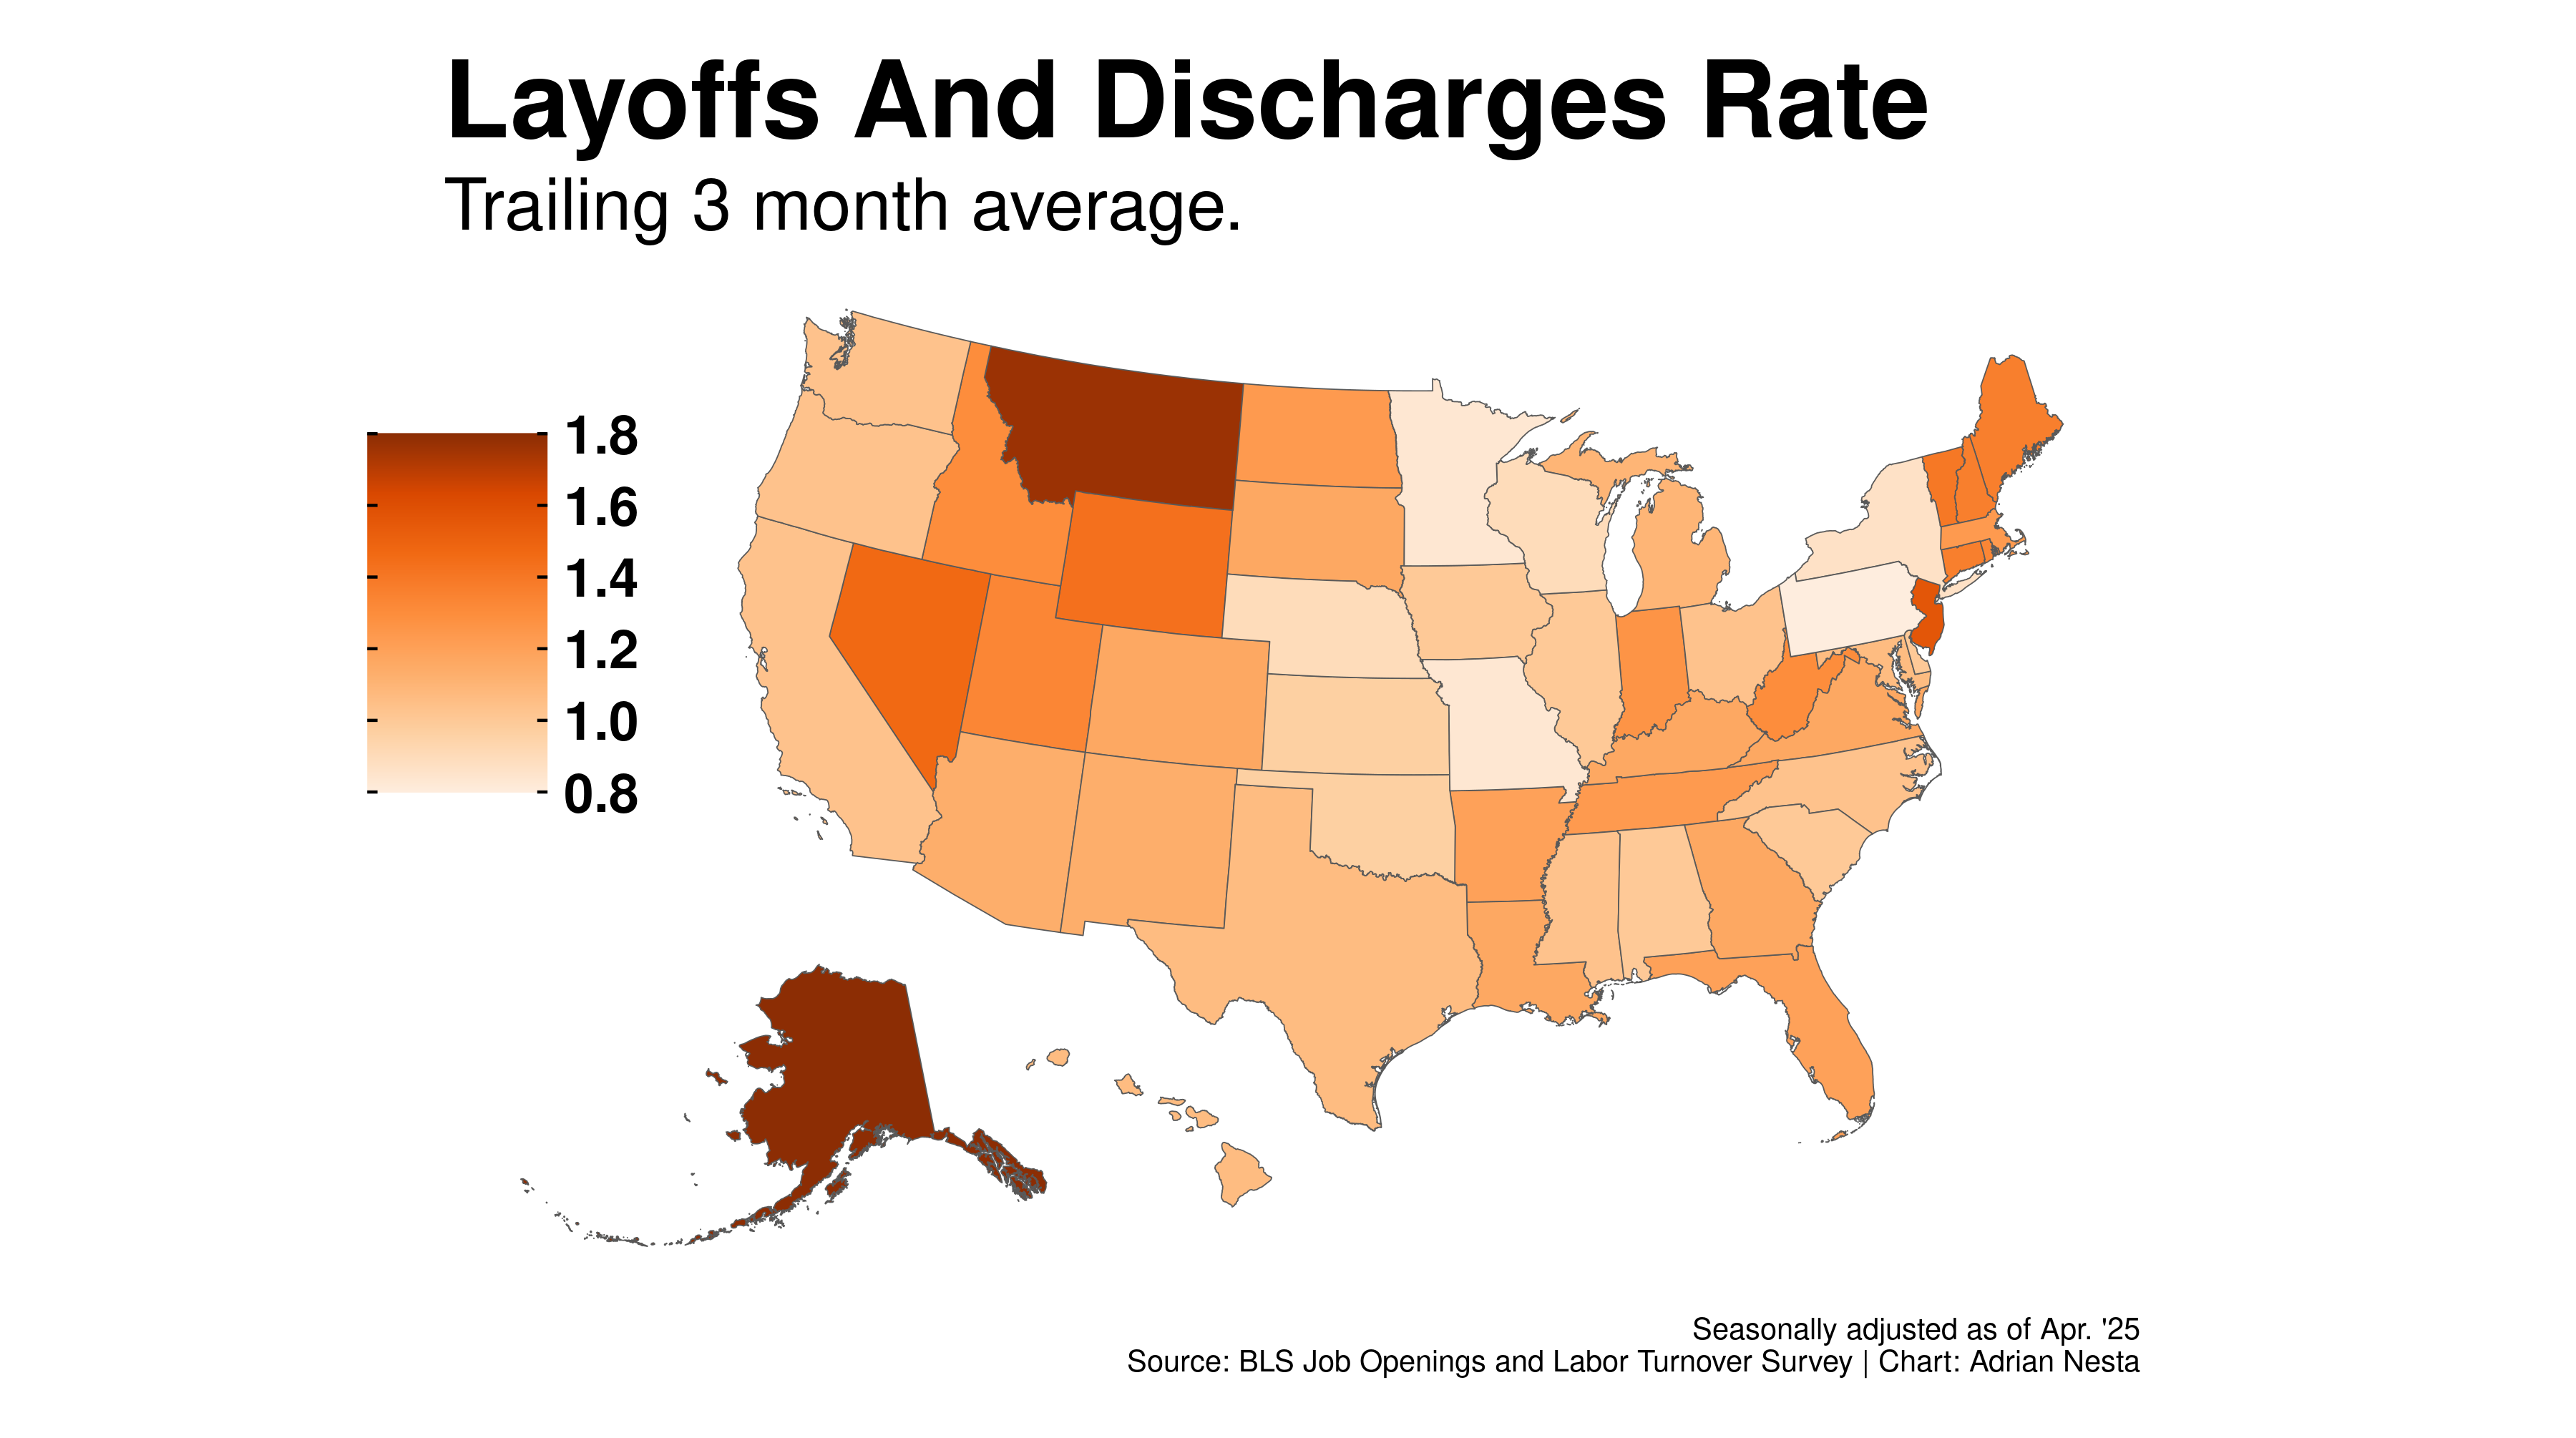 Layoffs And Discharges Rate
Trailing 3 month average.
1.8
1.6
1.4
1.2
1.0
0.8
Seasonally adjusted as of Apr. '25
Source: BLS Job Openings and Labor Turnover Survey | Chart: Adrian Nesta